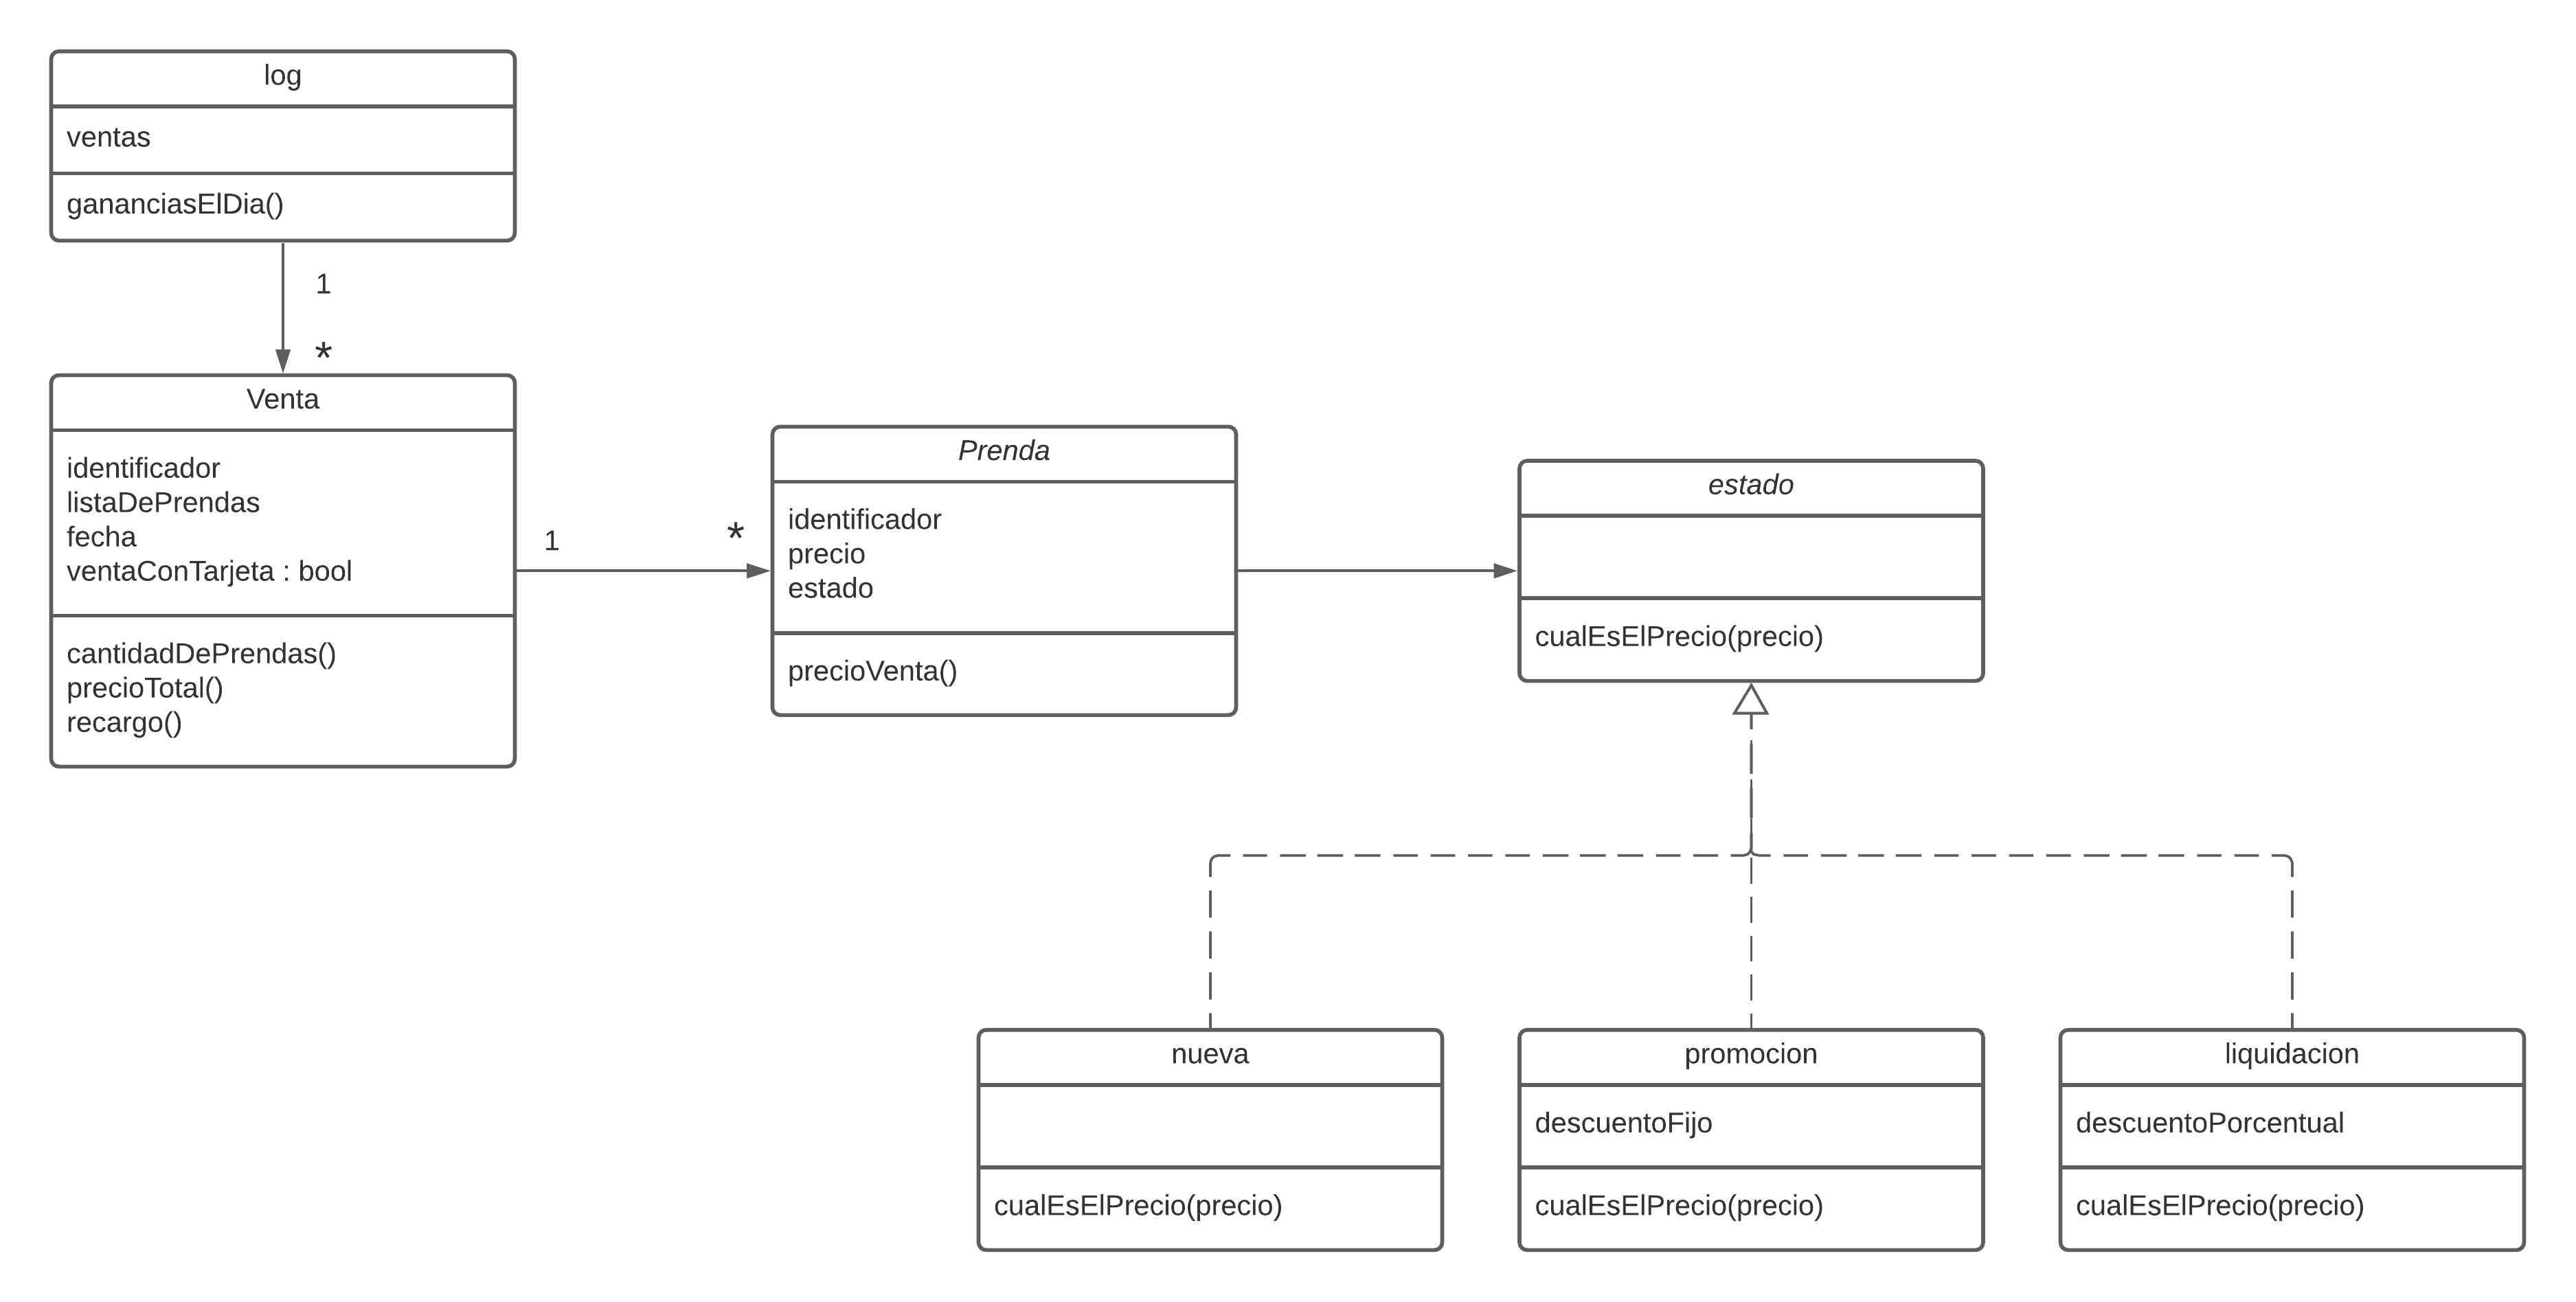 log
ventas
gananciasElDia()
1
*
Venta
identificador
listaDePrendas
fecha
ventaConTarjeta : bool
cantidadDePrendas()
precioTotal()
recargo()
1
*
Prenda
identificador
precio
estado
precioVenta()
estado
cualEsElPrecio(precio)
nueva
cualEsElPrecio(precio)
promocion
descuentoFijo
cualEsElPrecio(precio)
liquidacion
descuentoPorcentual
cualEsElPrecio(precio)